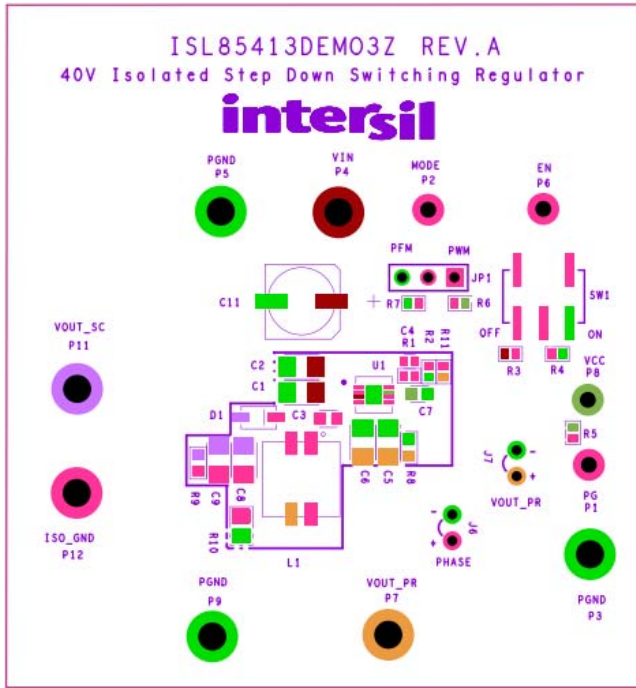 ISL85413DEMO3Z REV.A
40V Isolated Step Down Switching Regulator
intersil
PGND
P5
VIN
P4
MODE
P2
EN
P6
PFM
PWM
JP1
C11
+
R7
R6
SW1
OFF
ON
VOUT_SC
P11
C4
R1
R2
R11
R3
R4
C2
C1
U1
VCC
P8
D1
C3
C7
R5
J7
-
+
VOUT_PR
PG
P1
R9
C9
C8
C6
C5
R8
ISO_GND
P12
R10
L1
-
+
J6
PHASE
PGND
P9
VOUT_PR
P7
PGND
P3